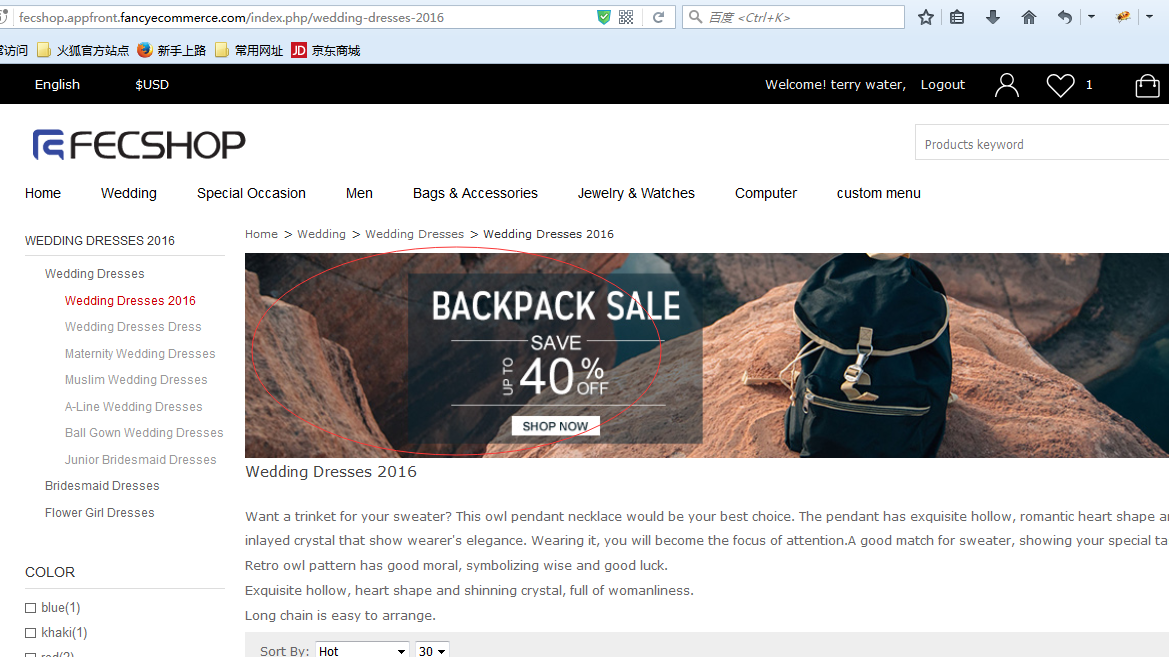 fecshop.appfront.fancyecommerce.com/index.php/wedding-dresses-2016
百度 <Ctrl+K>
常访问 火狐官方站点 新手上路 常用网址 JD 京东商城
English $USD Welcome! terry water, Logout 1
FECSHOP
Products keyword
Home Wedding Special Occasion Men Bags & Accessories Jewelry & Watches Computer custom menu
Home > Wedding > Wedding Dresses > Wedding Dresses 2016
WEDDING DRESSES 2016
Wedding Dresses
Wedding Dresses 2016
Wedding Dresses Dress
Maternity Wedding Dresses
Muslim Wedding Dresses
A-Line Wedding Dresses
Ball Gown Wedding Dresses
Junior Bridesmaid Dresses
Bridesmaid Dresses
Flower Girl Dresses
COLOR
blue(1)
khaki(1)
red(2)
BACKPACK SALE
SAVE
UP TO 40% OFF
SHOP NOW
Wedding Dresses 2016
Want a trinket for your sweater? This owl pendant necklace would be your best choice. The pendant has exquisite hollow, romantic heart shape
inlayed crystal that show wearer's elegance. Wearing it, you will become the focus of attention.A good match for sweater, showing your special
Retro owl pattern has good moral, symbolizing wise and good luck.
Exquisite hollow, heart shape and shinning crystal, full of womanliness.
Long chain is easy to arrange.
Sort By: Hot 30